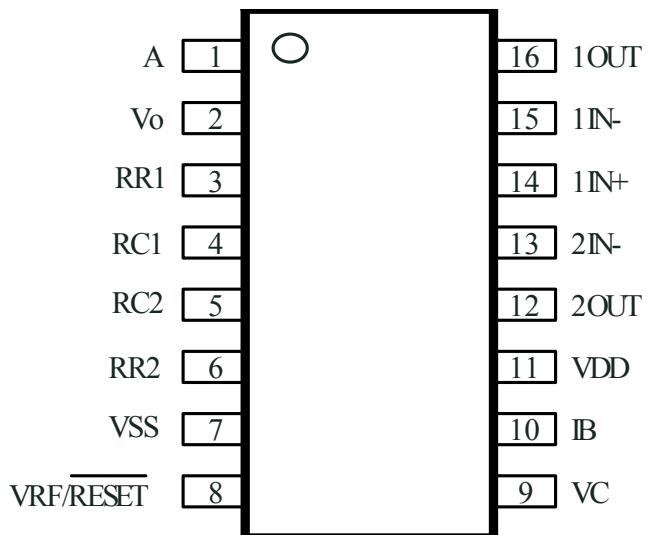 A 1 16 1OUT
Vo 2 15 1IN-
RR1 3 14 1IN+
RC1 4 13 2IN-
RC2 5 12 2OUT
RR2 6 11 VDD
VSS 7 10 IB
VRF/R̅E̅S̅E̅T̅ 8 9 VC